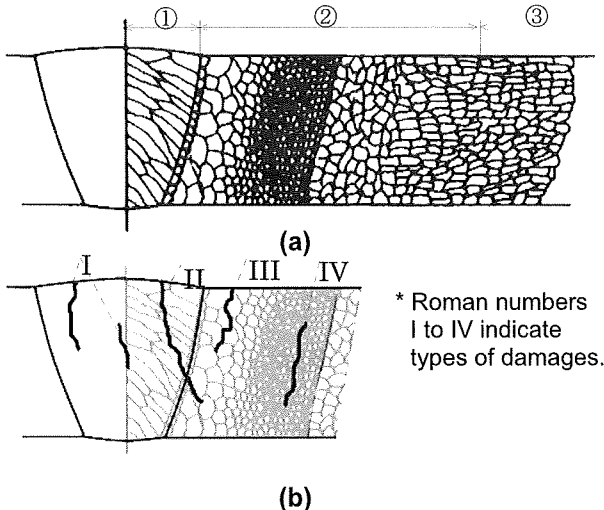 ① ② ③
(a)
I II III IV
* Roman numbers
I to IV indicate
types of damages.
(b)